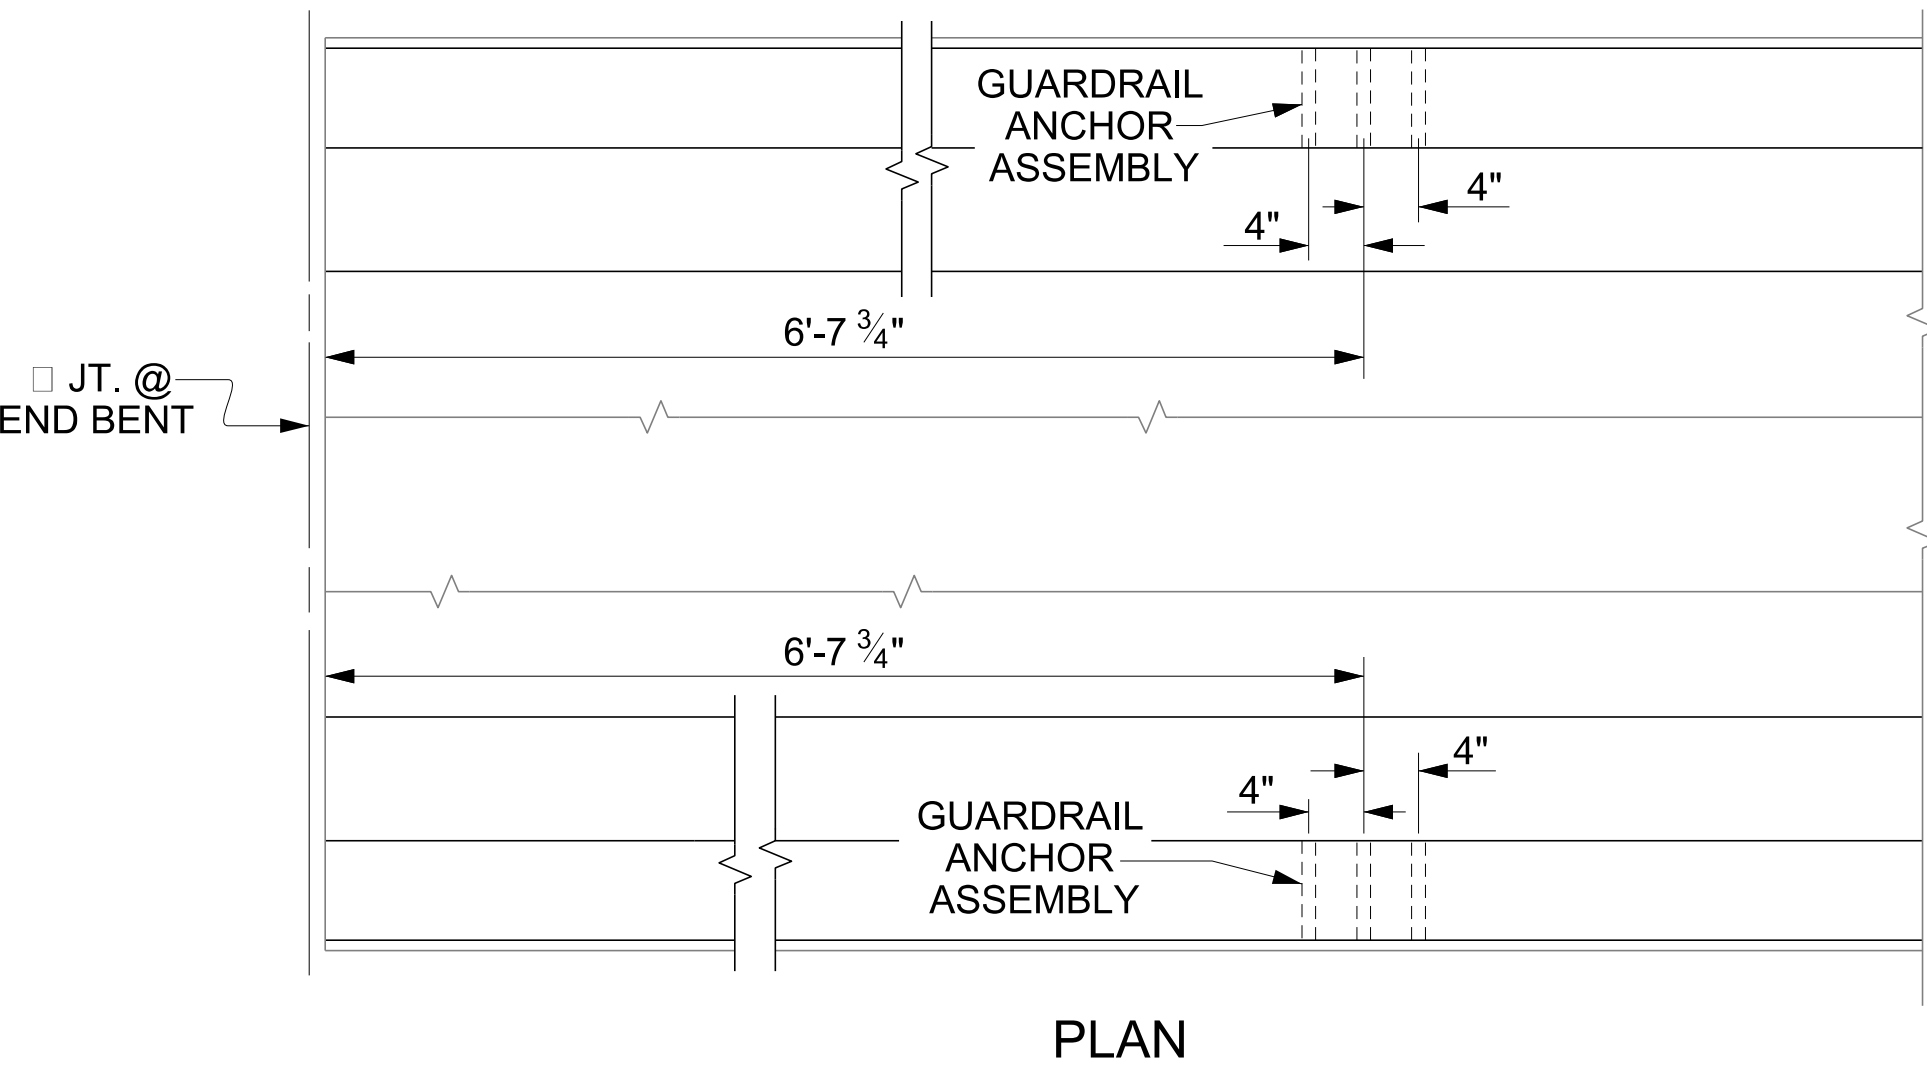 GUARDRAIL
ANCHOR
ASSEMBLY
4"
4"
6'-7 3/4"
□ JT. @
END BENT
6'-7 3/4"
4"
4"
GUARDRAIL
ANCHOR
ASSEMBLY
PLAN